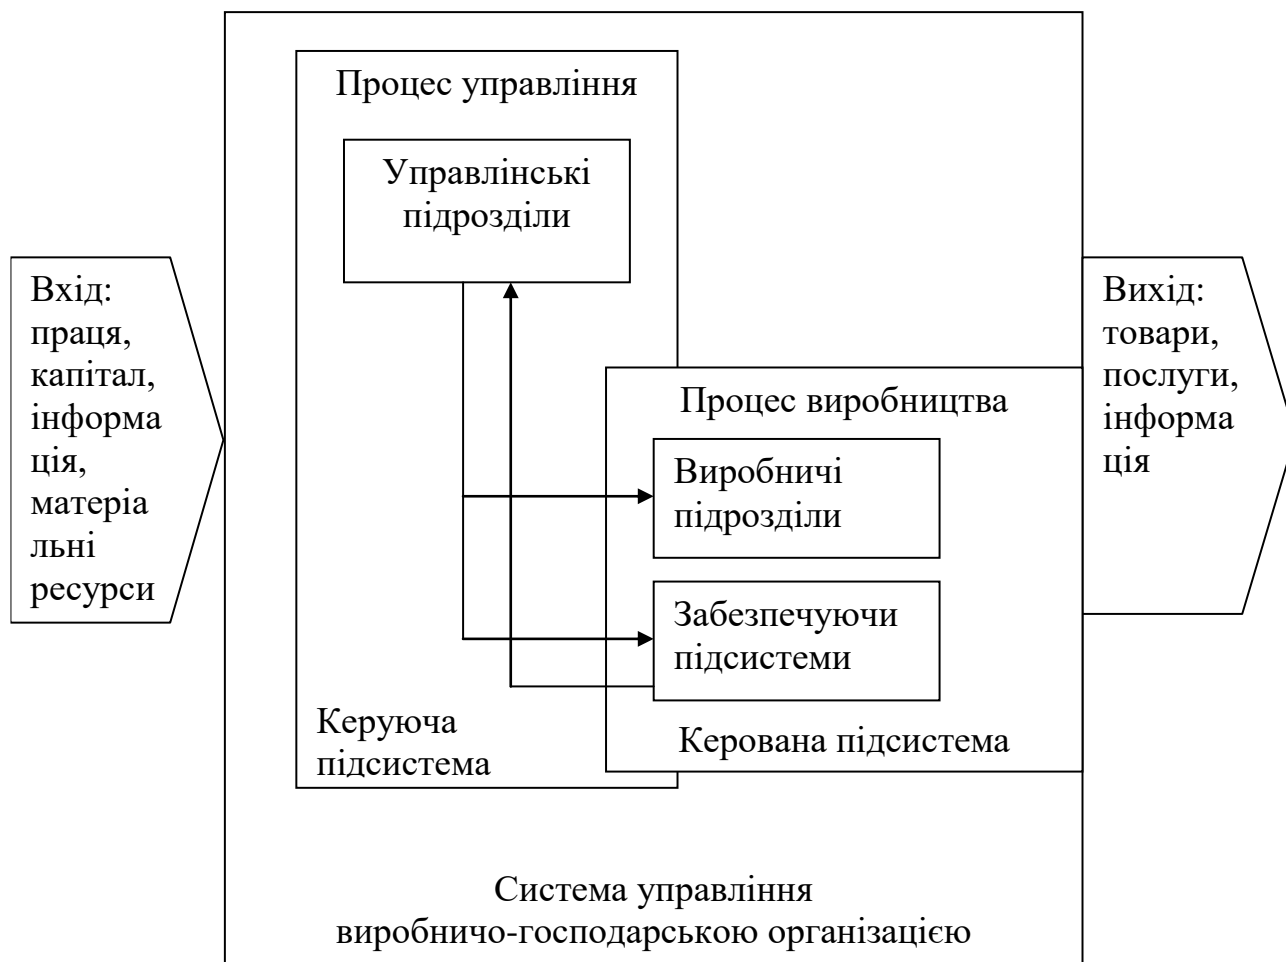 Процес управління
Управлінські
підрозділи
Вхід:
праця,
капітал,
інформа
ція,
матеріа
льні
ресурси
Вихід:
товари,
послуги,
інформа
ція
Процес виробництва
Виробничі
підрозділи
Забезпечуючи
підсистеми
Керуюча
підсистема
Керована підсистема
Система управління
виробничо-господарською організацією